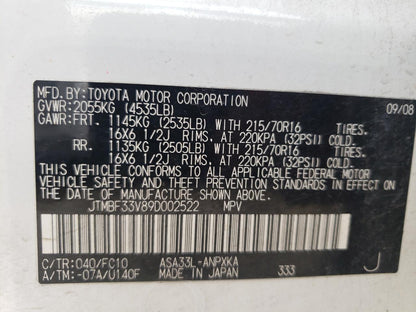 MFD.BY:TOYOTA MOTOR CORPORATION 09/08
GVWR:2055KG (4535LB)
GAWR:FRT. 1145KG (2535LB) WITH 215/70R16 TIRES.
16X6 1/2J RIMS, AT 220KPA (32PSI) COLD.
RR. 1135KG (2505LB) WITH 215/70R16 TIRES.
16X6 1/2J RIMS, AT 220KPA (32PSI) COLD.
THIS VEHICLE CONFORMS TO ALL APPLICABLE FEDERAL MOTOR
VEHICLE SAFETY AND BUMPER STANDARDS IN EFFECT ON
THE DATE OF MANUFACTURE SHOWN ABOVE.
JTMBF33V89D002522 MPV
C/TR:040/FC10 ASA33L-ANPXKA
A/TM:-07A/U140F MADE IN JAPAN 333 J